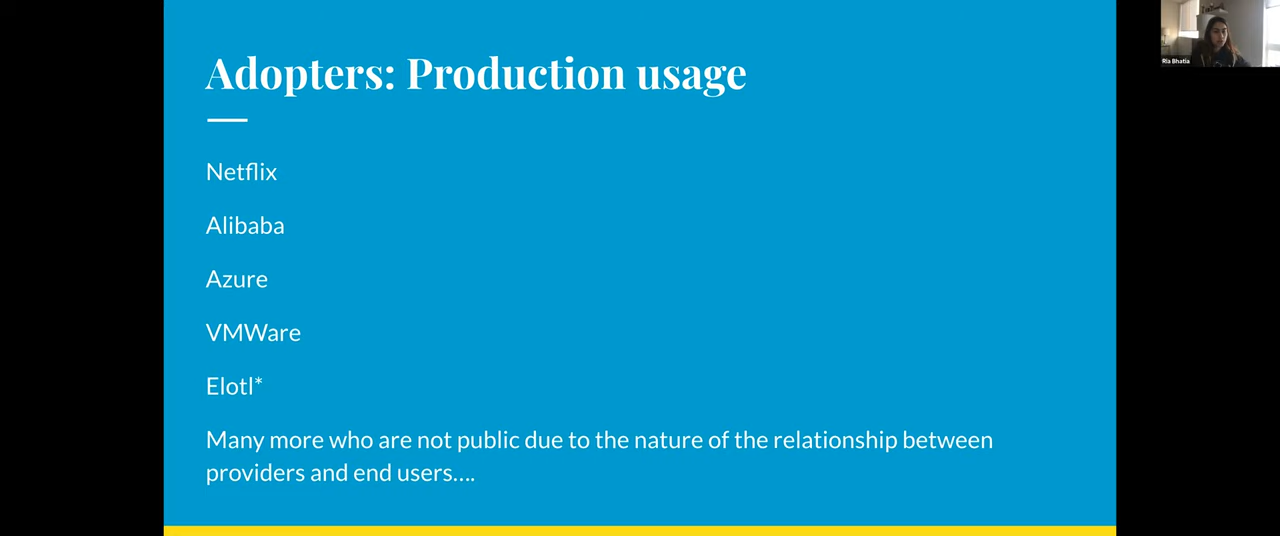 Adopters: Production usage
Netflix
Alibaba
Azure
VMWare
Elotl*
Many more who are not public due to the nature of the relationship between
providers and end users....
Ria Bhatia